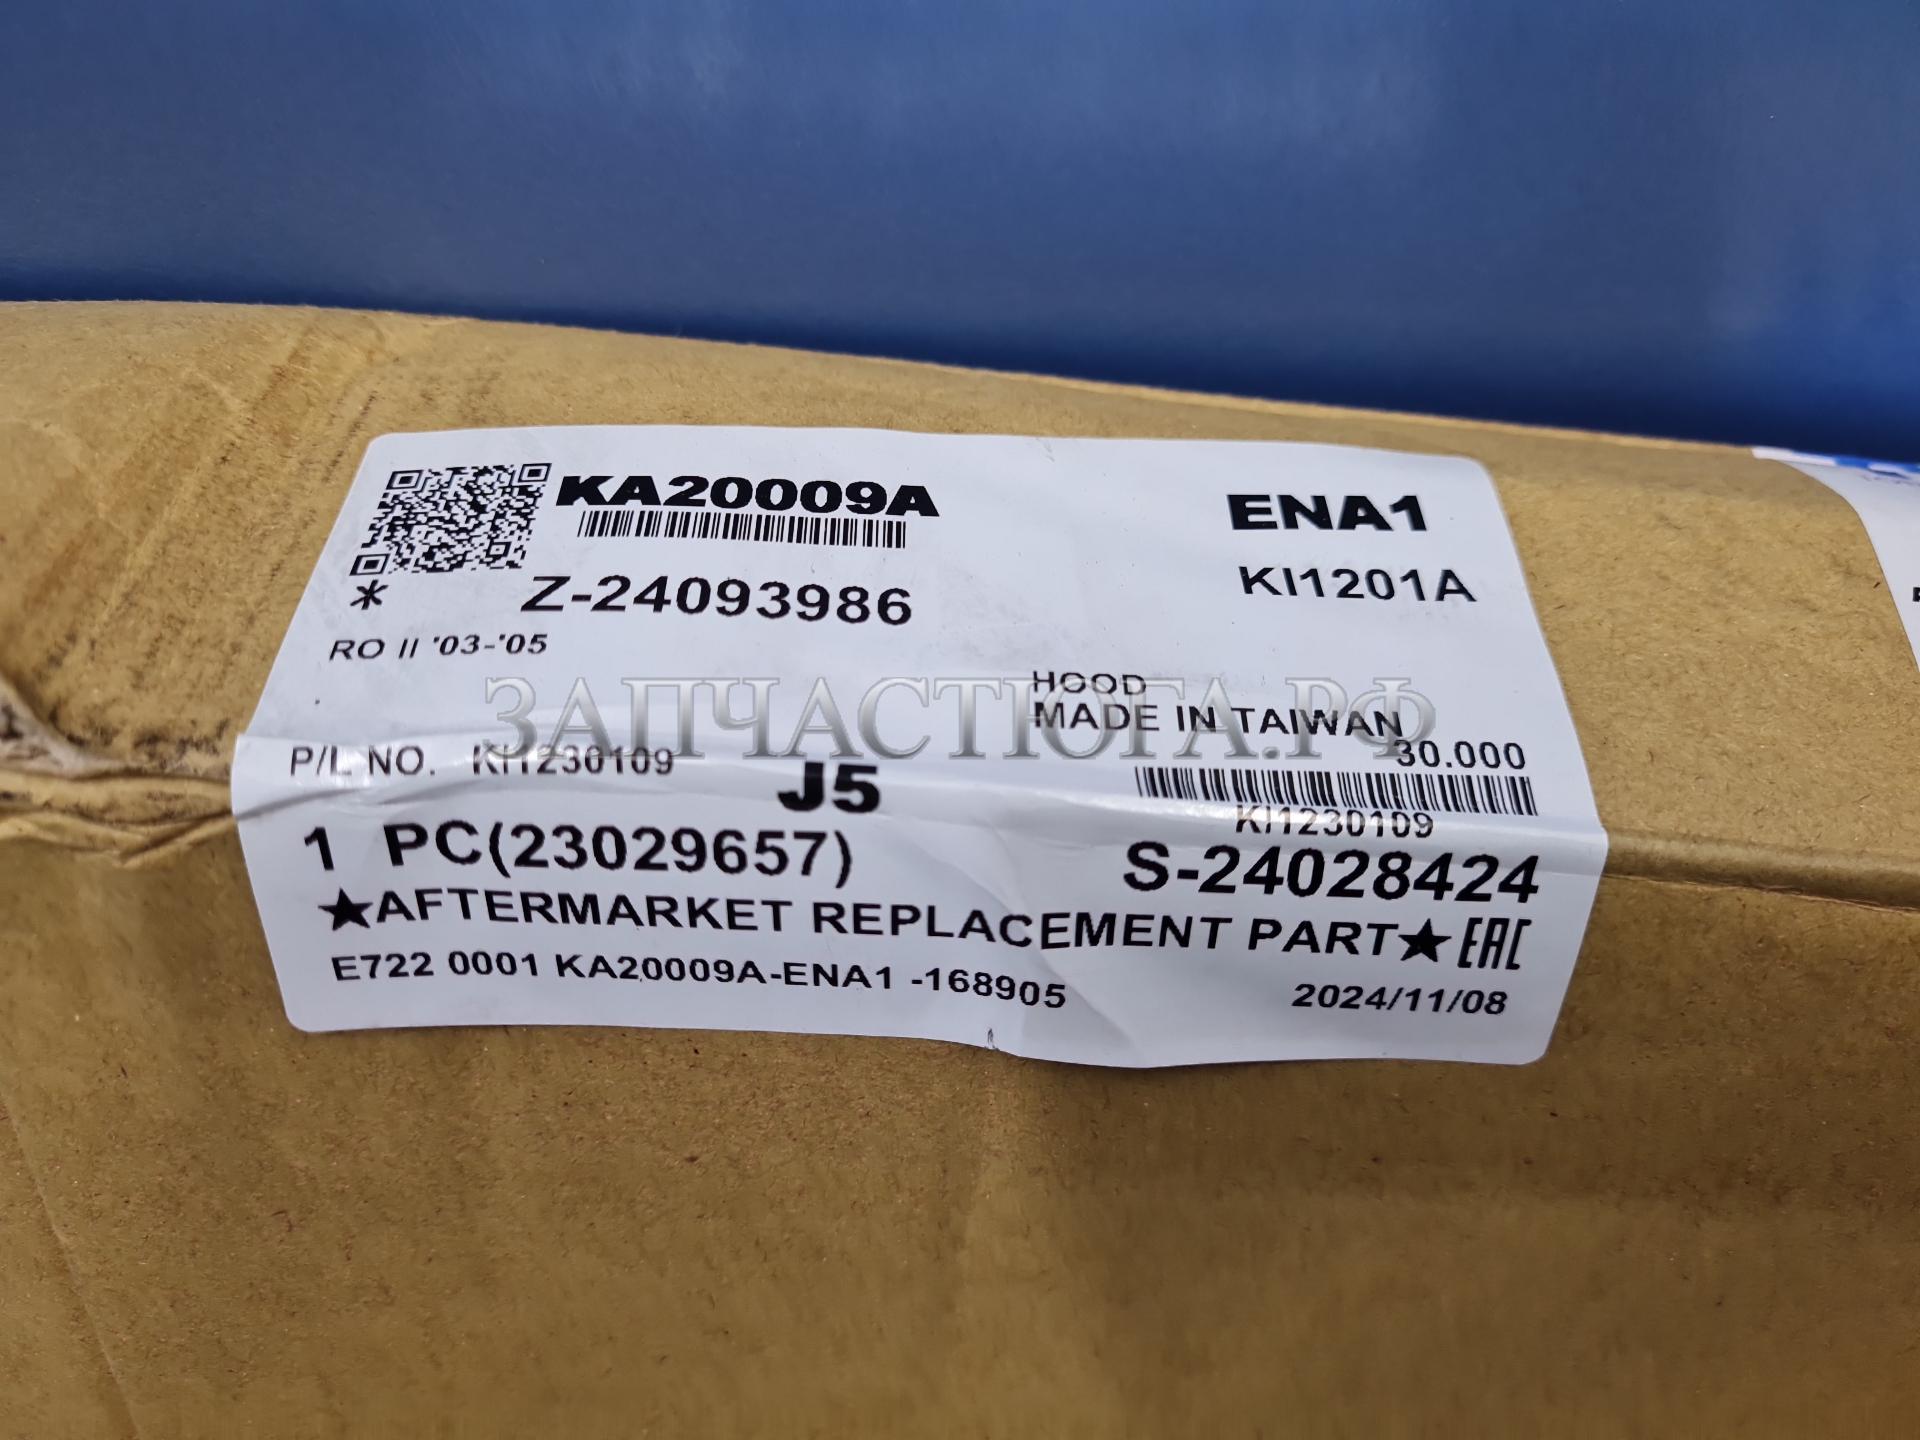 KA20009A
ENA1
Z-24093986
KI1201A
*
RO II '03-'05
HOOD
MADE IN TAIWAN
ЗАПЧАСТЮГА.РФ
30.000
P/L NO. KI1230109
J5
KI1230109
1 PC(23029657)
S-24028424
★AFTERMARKET REPLACEMENT PART★ EAC
E722 0001 KA20009A-ENA1 -168905
2024/11/08